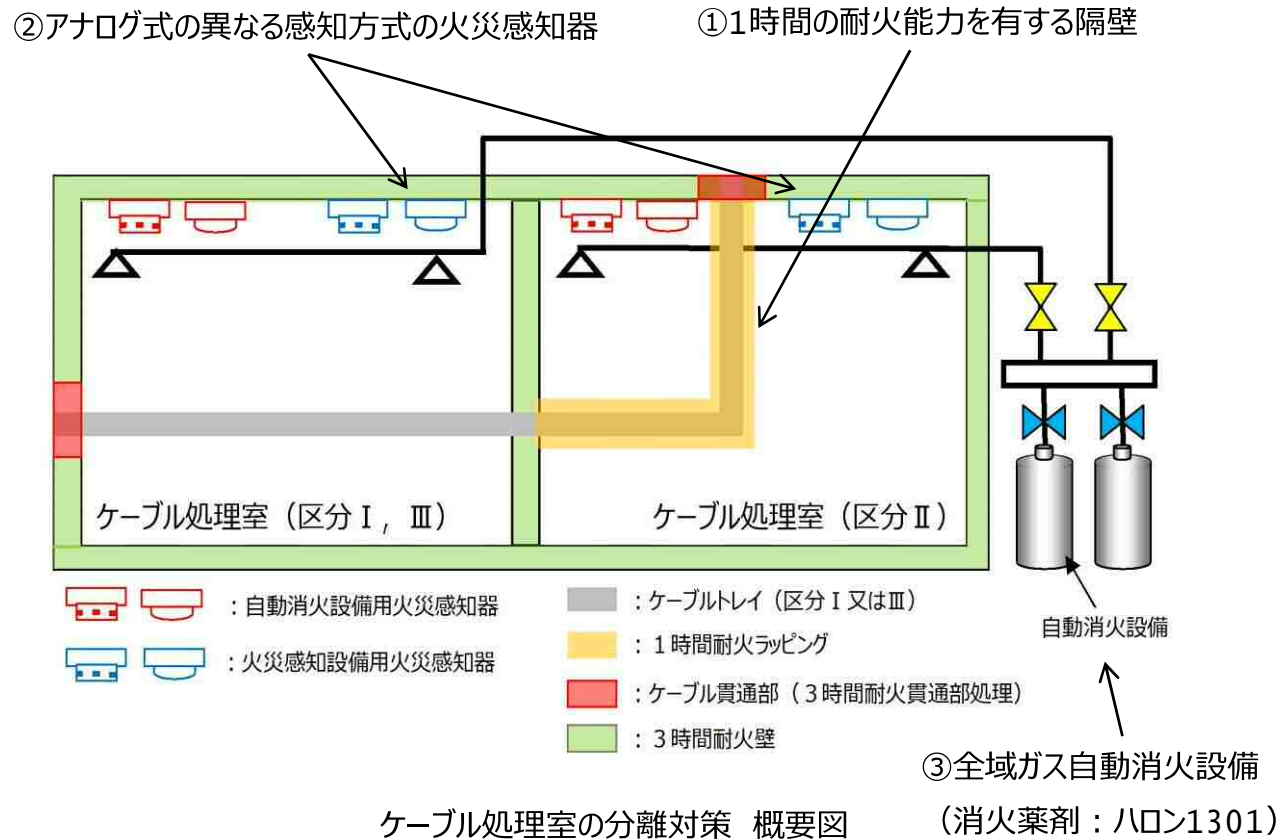 ②アナログ式の異なる感知方式の火災感知器
①1時間の耐火能力を有する隔壁
ケーブル処理室（区分Ⅰ，Ⅲ）
ケーブル処理室（区分Ⅱ）
：自動消火設備用火災感知器
：火災感知設備用火災感知器
：ケーブルトレイ（区分Ⅰ又はⅢ）
：１時間耐火ラッピング
：ケーブル貫通部（３時間耐火貫通部処理）
：３時間耐火壁
自動消火設備
③全域ガス自動消火設備
（消火薬剤：ハロン1301）
ケーブル処理室の分離対策 概要図